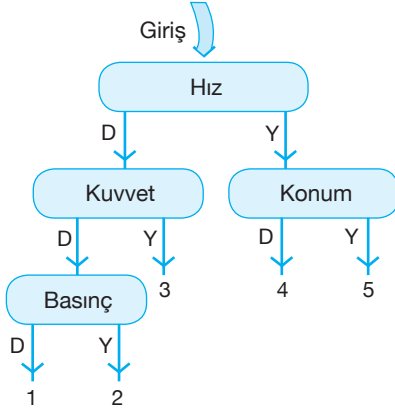 Giriş
Hız
D Y
Kuvvet Konum
D Y D Y
Basınç 3 4 5
D Y
1 2